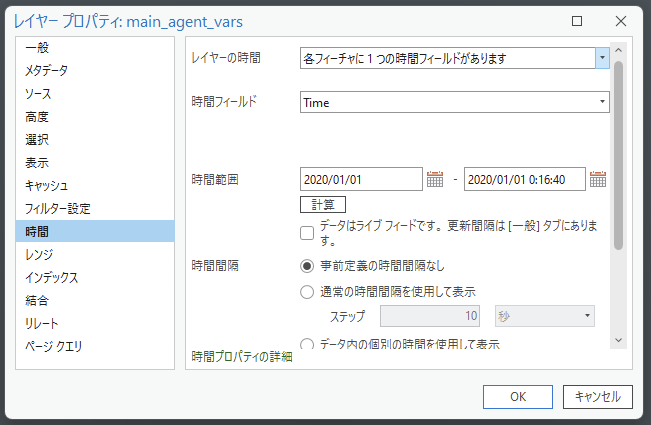 レイヤー プロパティ: main_agent_vars
一般
メタデータ
ソース
高度
選択
表示
キャッシュ
フィルター設定
時間
レンジ
インデックス
結合
リレート
ページ クエリ
レイヤーの時間
各フィーチャに 1 つの時間フィールドがあります
時間フィールド
Time
時間範囲
2020/01/01
-
2020/01/01 0:16:40
計算
データはライブ フィードです。更新間隔は [一般] タブにありま
す。
時間間隔
事前定義の時間間隔なし
通常の時間間隔を使用して表示
ステップ
10
秒
データ内の個別の時間を使用して表示
時間プロパティの詳細
OK
キャンセル